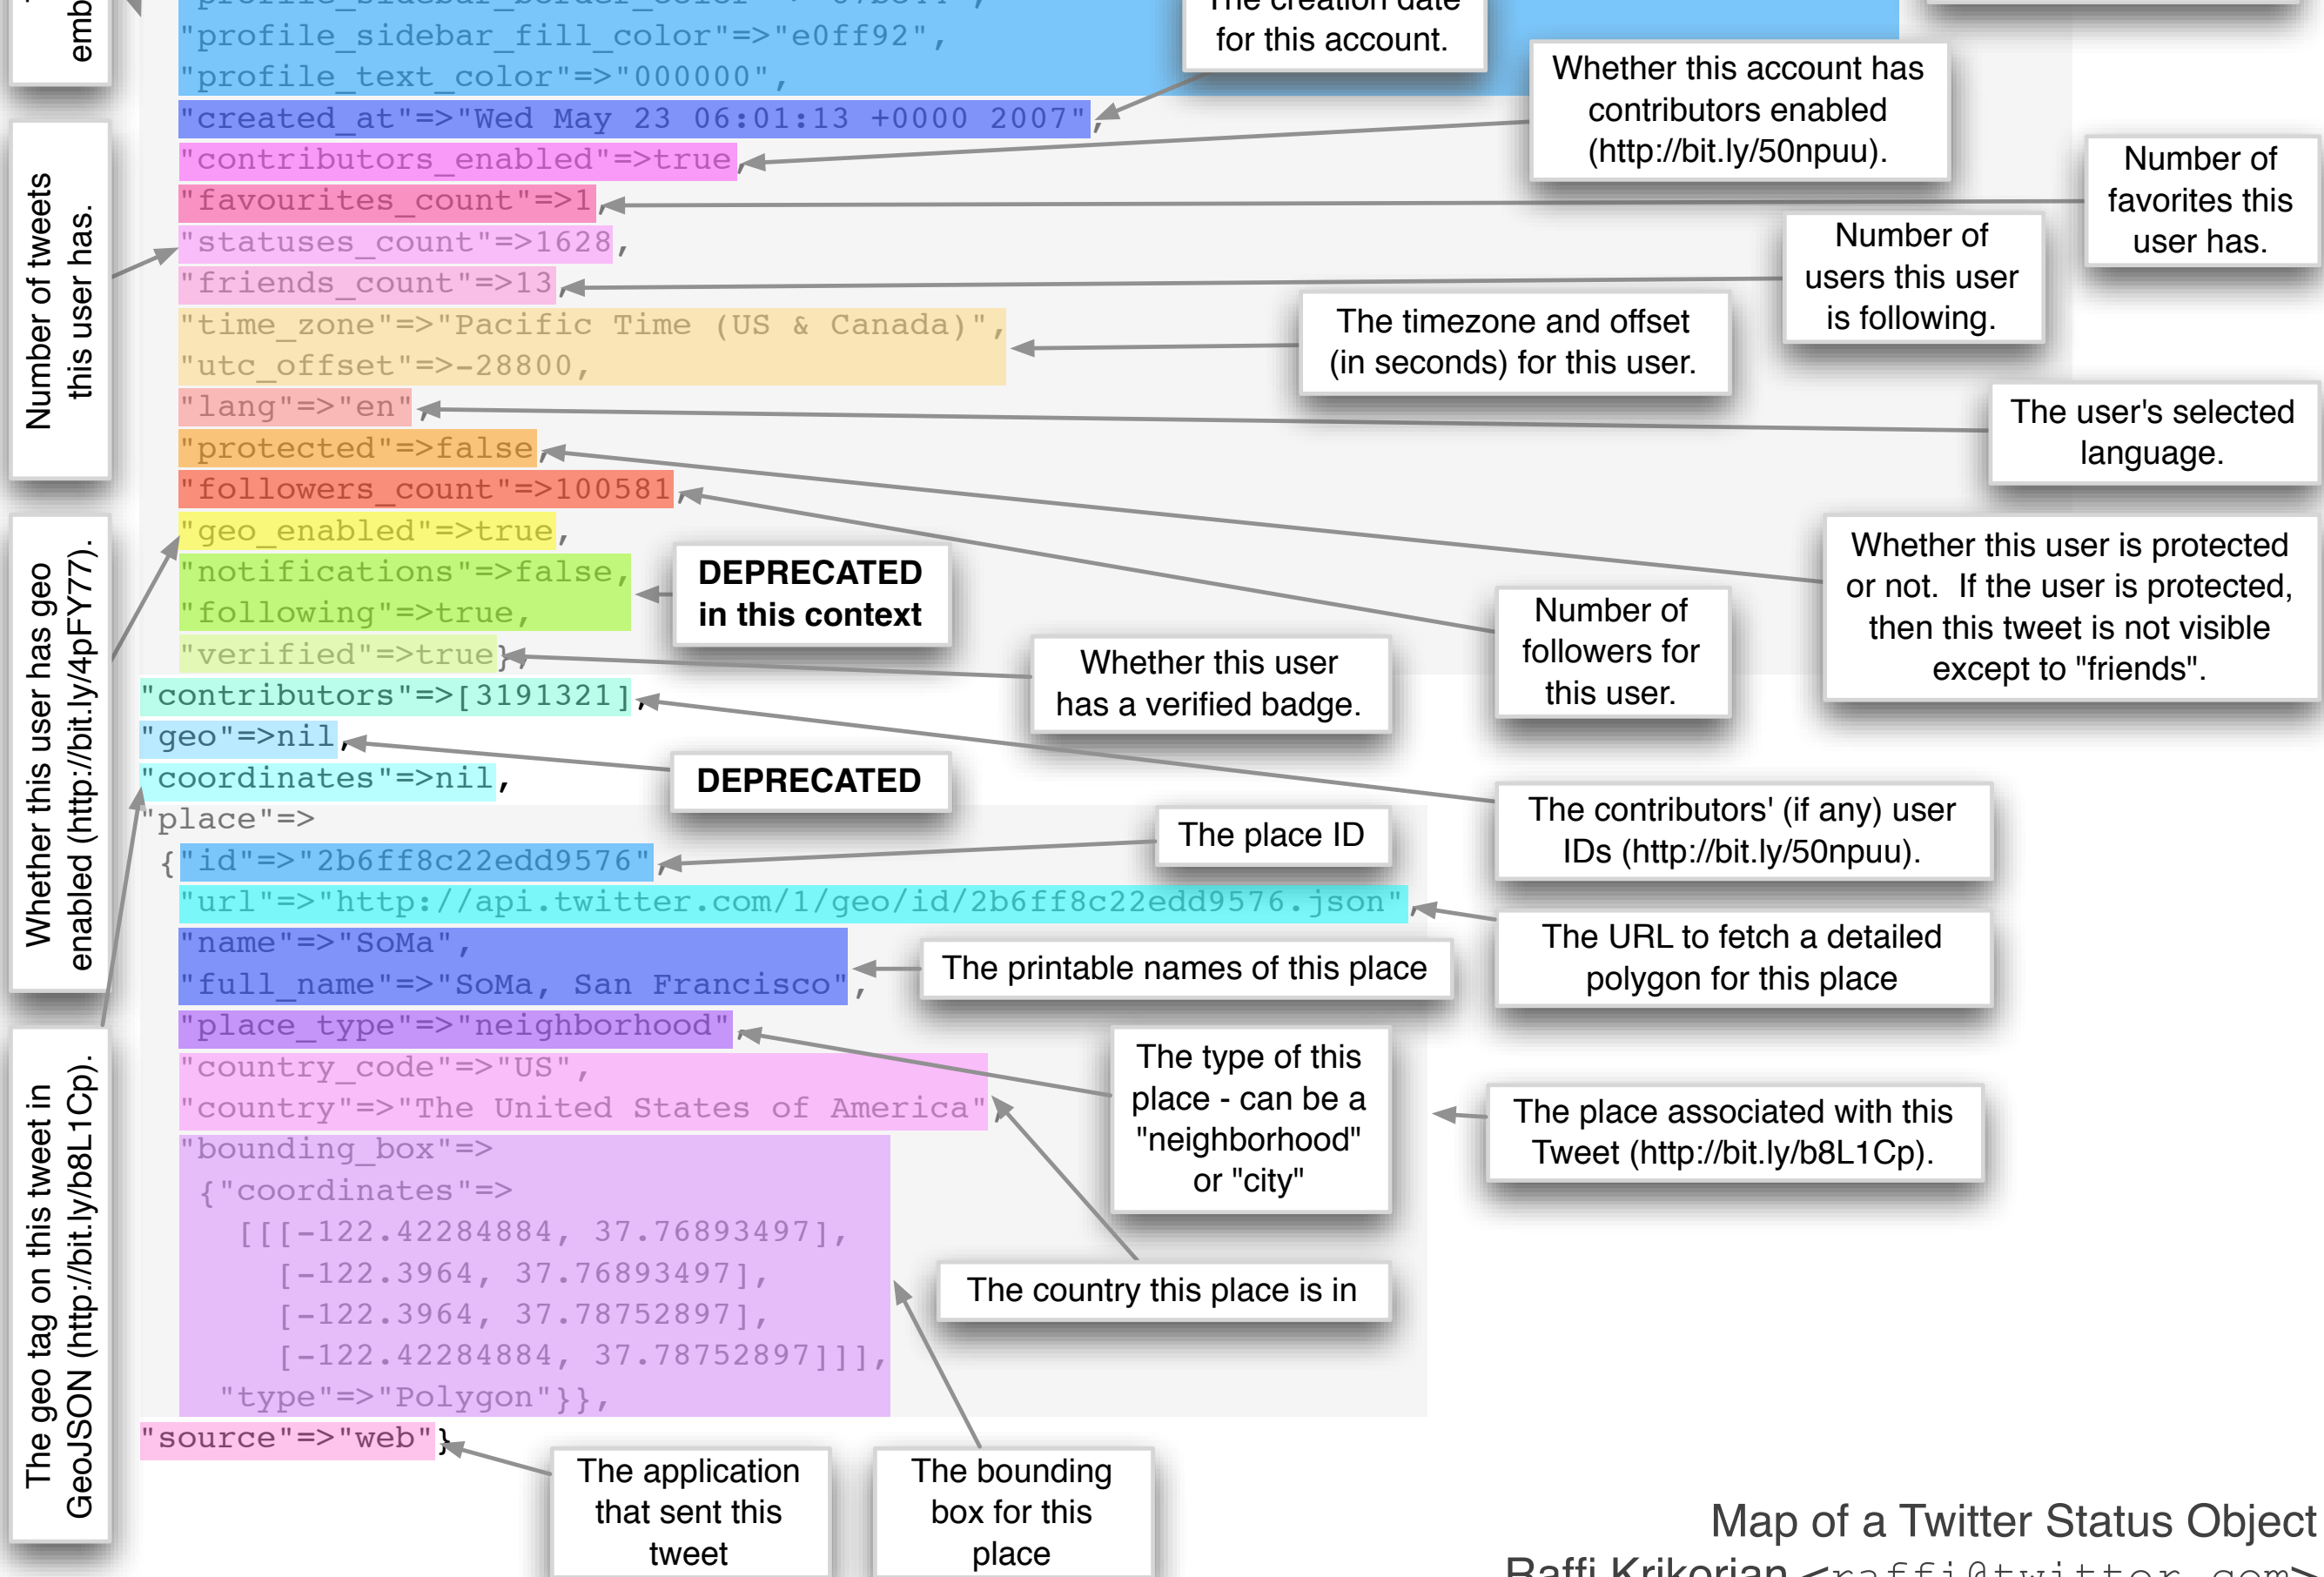 "profile_sidebar_fill_color"=>"e0ff92",
"profile_text_color"=>"000000",
"created_at"=>"Wed May 23 06:01:13 +0000 2007",
"contributors_enabled"=>true,
"favourites_count"=>1,
"statuses_count"=>1628,
"friends_count"=>13,
"time_zone"=>"Pacific Time (US & Canada)",
"utc_offset"=>-28800,
"lang"=>"en",
"protected"=>false,
"followers_count"=>100581,
"geo_enabled"=>true,
"notifications"=>false,
"following"=>true,
"verified"=>true},
"contributors"=>[3191321],
"geo"=>nil,
"coordinates"=>nil,
"place"=>
{"id"=>"2b6ff8c22edd9576",
"url"=>"http://api.twitter.com/1/geo/id/2b6ff8c22edd9576.json",
"name"=>"SoMa",
"full_name"=>"SoMa, San Francisco",
"place_type"=>"neighborhood",
"country_code"=>"US",
"country"=>"The United States of America",
"bounding_box"=>
{"coordinates"=>
[[[-122.42284884, 37.76893497],
[-122.3964, 37.76893497],
[-122.3964, 37.78752897],
[-122.42284884, 37.78752897]]],
"type"=>"Polygon"}},
"source"=>"web"}
emb
Number of tweets
this user has.
Whether this user has geo
enabled (http://bit.ly/4pFY77).
The geo tag on this tweet in
GeoJSON (http://bit.ly/b8L1Cp).
The creation date
for this account.
Whether this account has
contributors enabled
(http://bit.ly/50npuu).
Number of
favorites this
user has.
Number of
users this user
is following.
The timezone and offset
(in seconds) for this user.
The user's selected
language.
Whether this user is protected
or not. If the user is protected,
then this tweet is not visible
except to "friends".
DEPRECATED
in this context
Number of
followers for
this user.
Whether this user
has a verified badge.
DEPRECATED
The contributors' (if any) user
IDs (http://bit.ly/50npuu).
The place ID
The URL to fetch a detailed
polygon for this place
The printable names of this place
The type of this
place - can be a
"neighborhood"
or "city"
The place associated with this
Tweet (http://bit.ly/b8L1Cp).
The country this place is in
The application
that sent this
tweet
The bounding
box for this
place
Map of a Twitter Status Object
Raffi Krikorian <raffi@twitter.com>